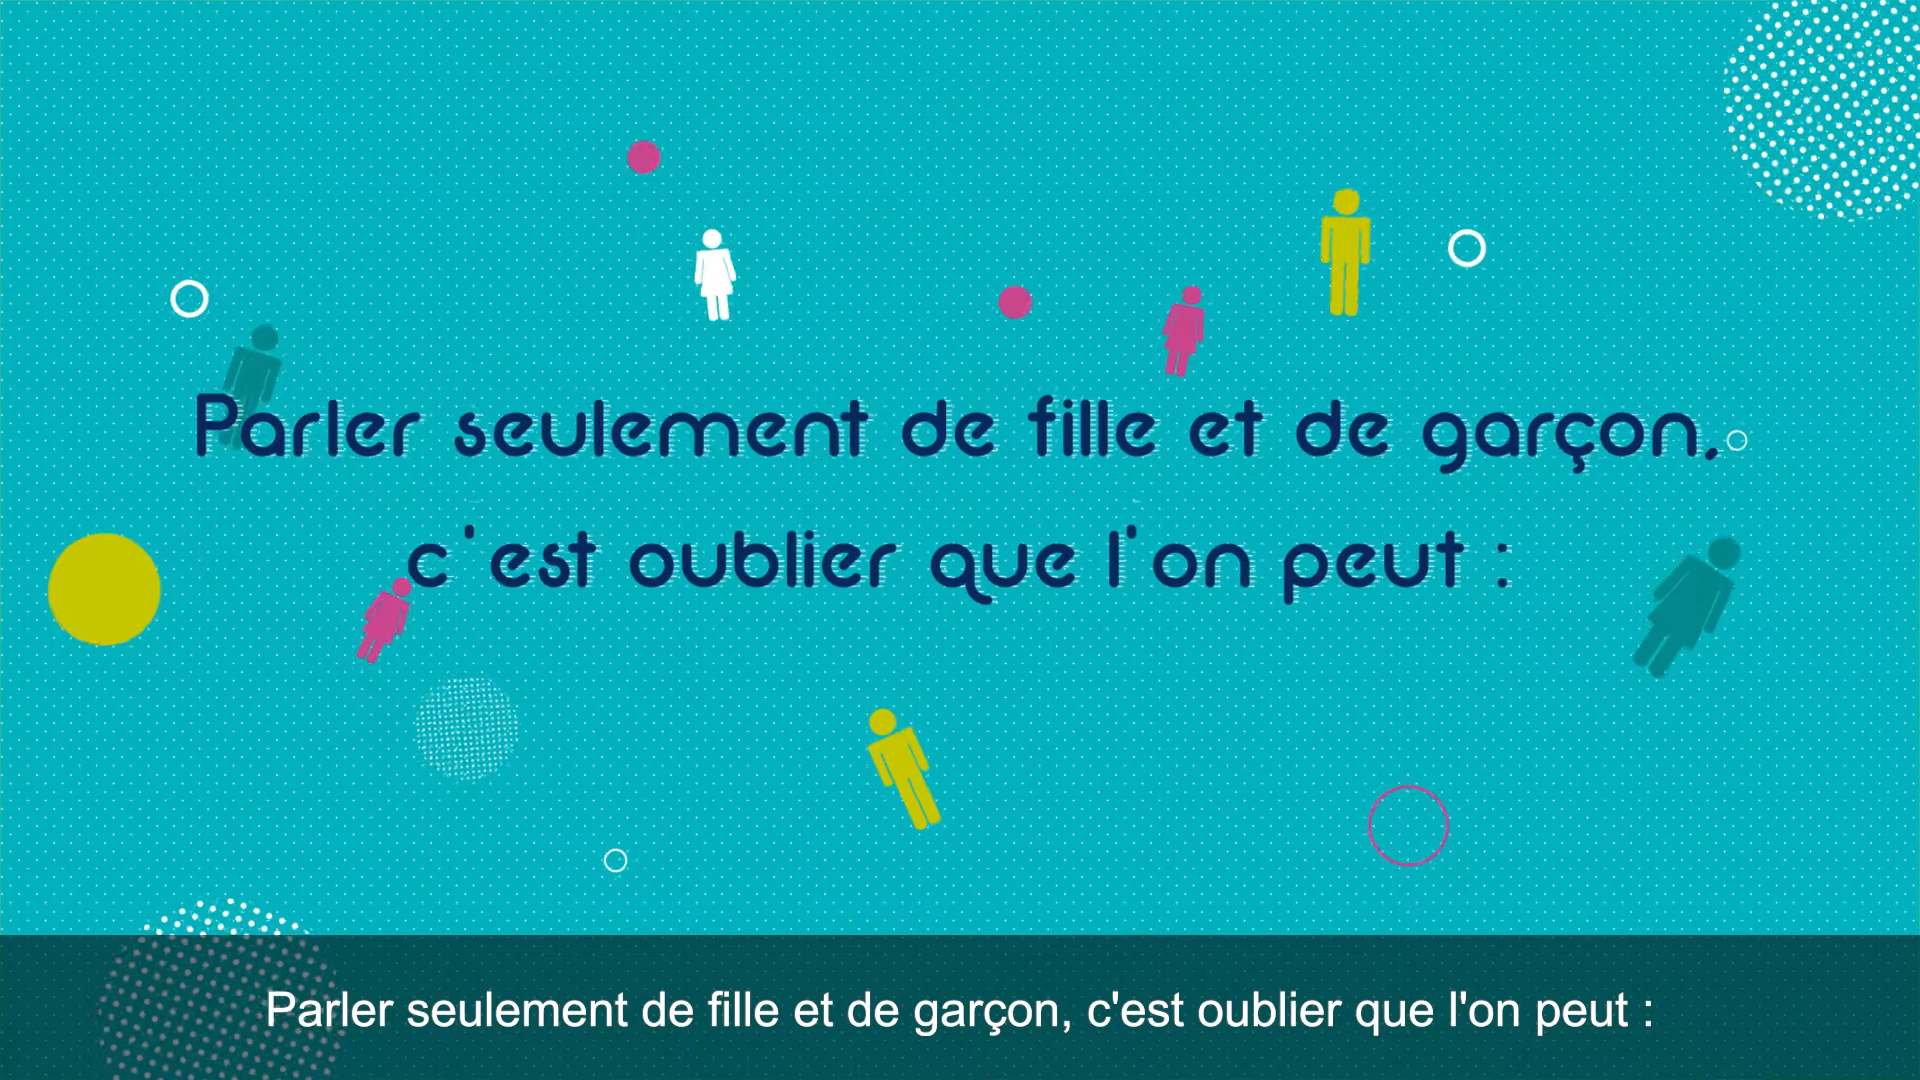 Parler seulement de fille et de garçon,
c'est oublier que l'on peut :
Parler seulement de fille et de garçon, c'est oublier que l'on peut :